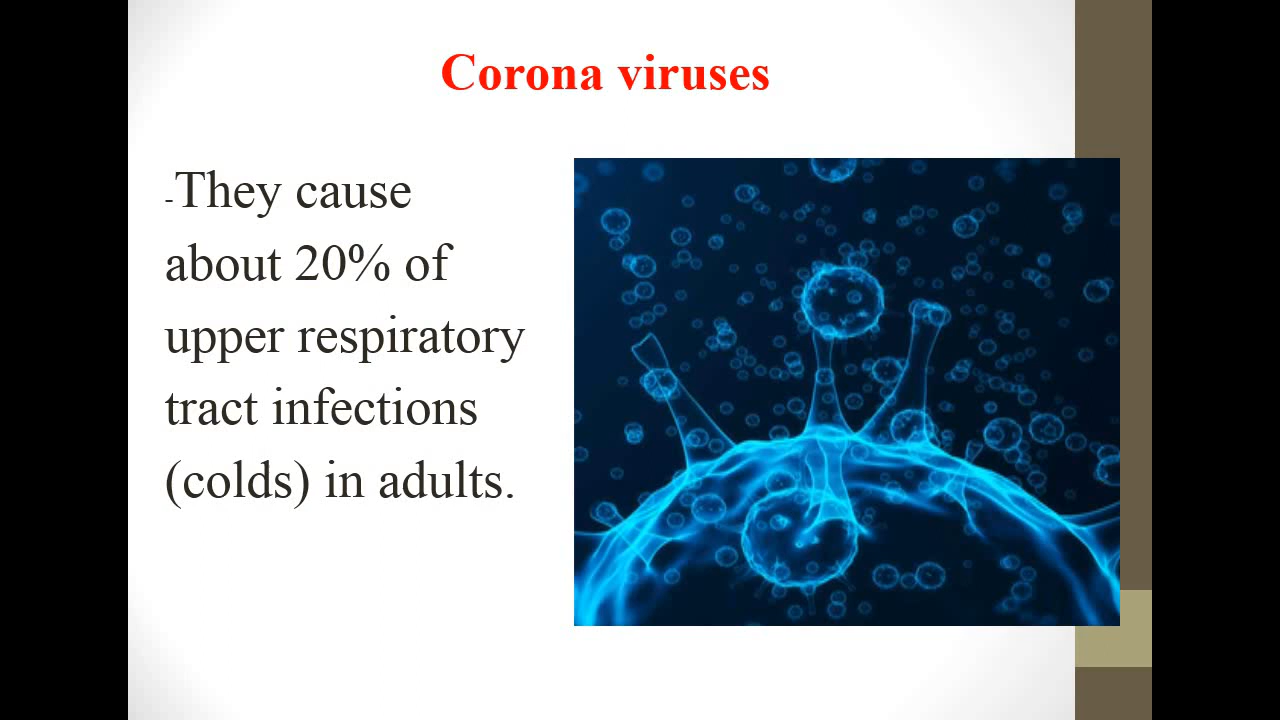 Corona viruses
-They cause
about 20% of
upper respiratory
tract infections
(colds) in adults.